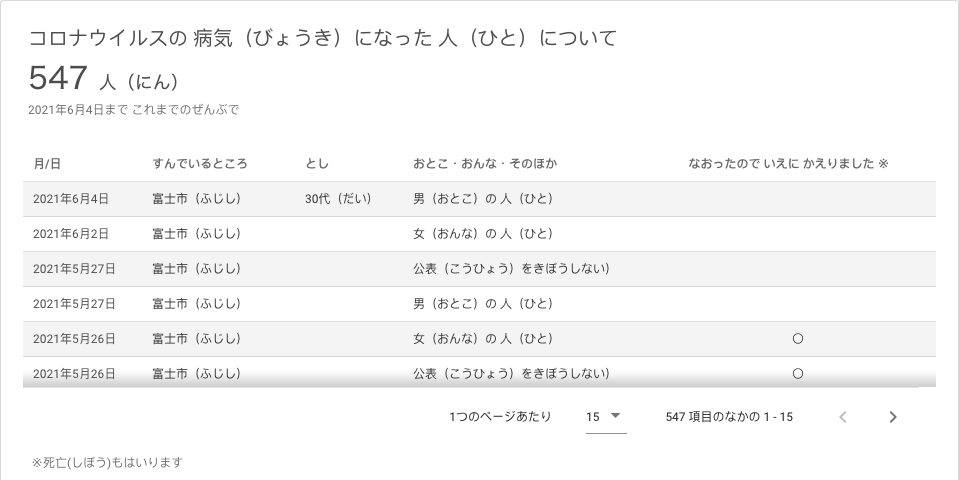 コロナウイルスの 病気（びょうき）になった 人（ひと）について
547 人（にん）
2021年6月4日まで これまでのぜんぶで
月/日 すんでいるところ とし おとこ・おんな・そのほか なおったので いえに かえりました ※
2021年6月4日 富士市（ふじし） 30代（だい） 男（おとこ）の 人（ひと）
2021年6月2日 富士市（ふじし） 女（おんな）の 人（ひと）
2021年5月27日 富士市（ふじし） 公表（こうひょう）をきぼうしない）
2021年5月27日 富士市（ふじし） 男（おとこ）の 人（ひと）
2021年5月26日 富士市（ふじし） 女（おんな）の 人（ひと） 〇
2021年5月26日 富士市（ふじし） 公表（こうひょう）をきぼうしない） 〇
1つのページあたり 15 547 項目のなかの 1 - 15
※死亡(しぼう)もはいります